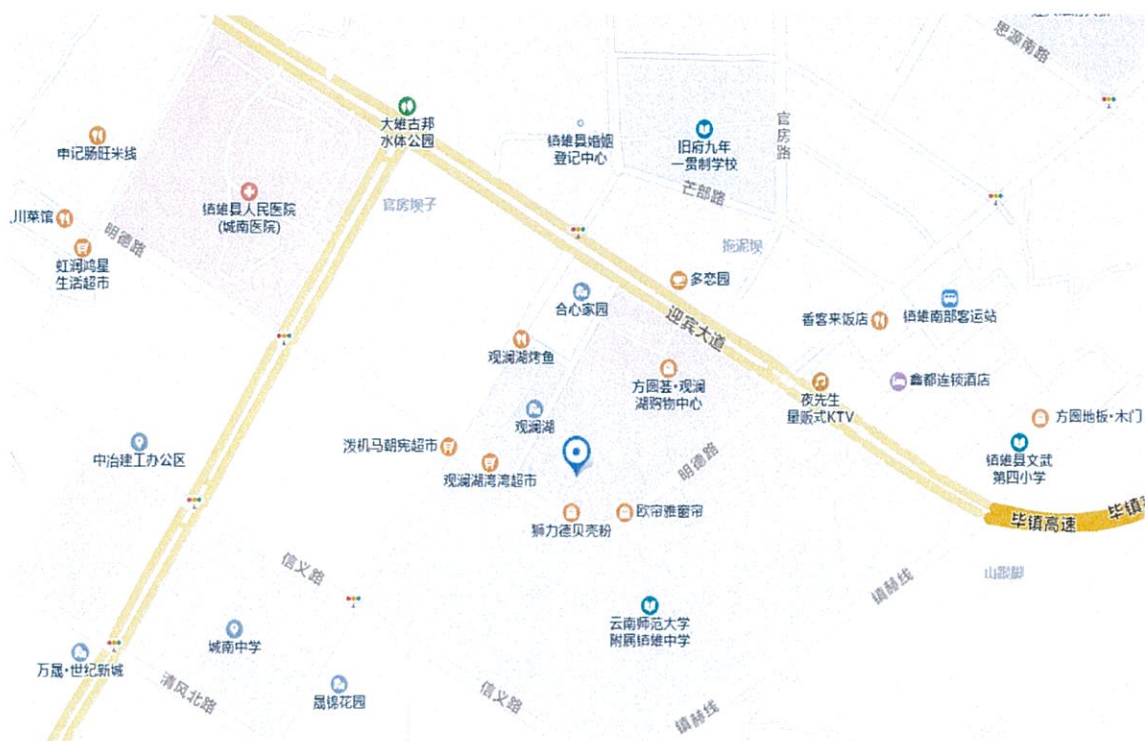 思源南路
大雄古邦
水体公园
申记肠旺米线
镇雄县婚姻
登记中心
旧府九年
一贯制学校
官房路
芒部路
镇雄县人民医院
(城南医院)
官房坝子
川菜馆
明德路
虹润鸿星
生活超市
拖泥坝
多恋园
合心家园
迎宾大道
香客来饭店
镇雄南部客运站
观澜湖烤鱼
方圆荟·观澜
湖购物中心
夜先生
量贩式KTV
鑫都连锁酒店
方圆地板·木门
观澜湖
泼机马朝宪超市
观澜湖湾湾超市
明德路
镇雄县文武
第四小学
中冶建工办公区
狮力德贝壳粉
欧帘雅窗帘
毕镇高速
毕镇
信义路
镇赫线
云南师范大学
附属镇雄中学
城南中学
万晟·世纪新城
清风北路
晟锦花园
信义路
镇赫线